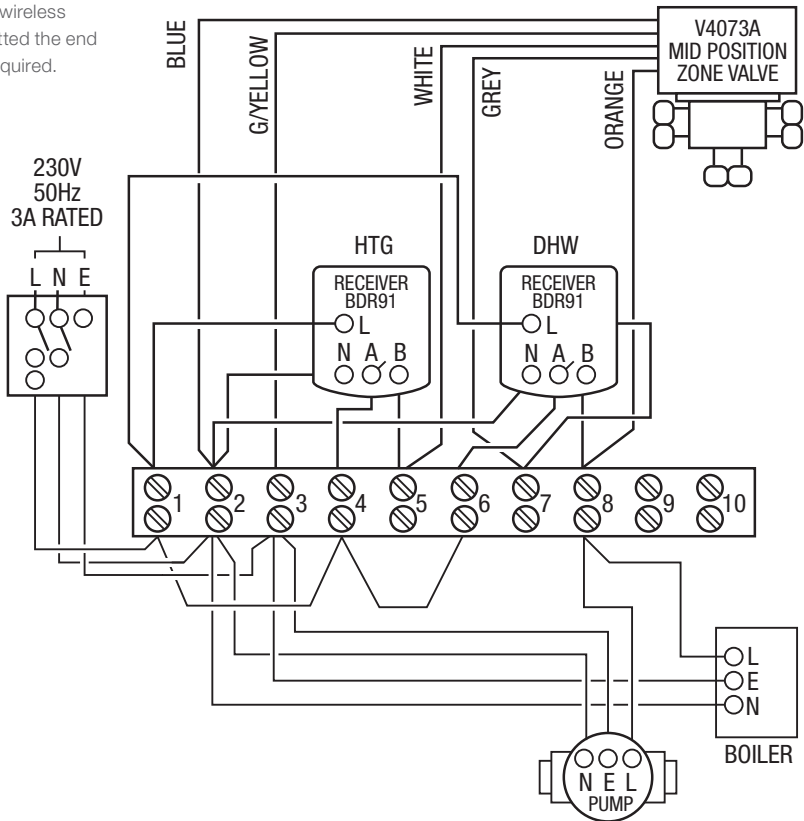 wireless
tted the end
quired.
BLUE
G/YELLOW
WHITE
GREY
ORANGE
V4073A
MID POSITION
ZONE VALVE
230V
50Hz
3A RATED
L N E
HTG
RECEIVER
BDR91
L
N A B
DHW
RECEIVER
BDR91
L
N A B
1 2 3 4 5 6 7 8 9 10
L
E
N
BOILER
N E L
PUMP